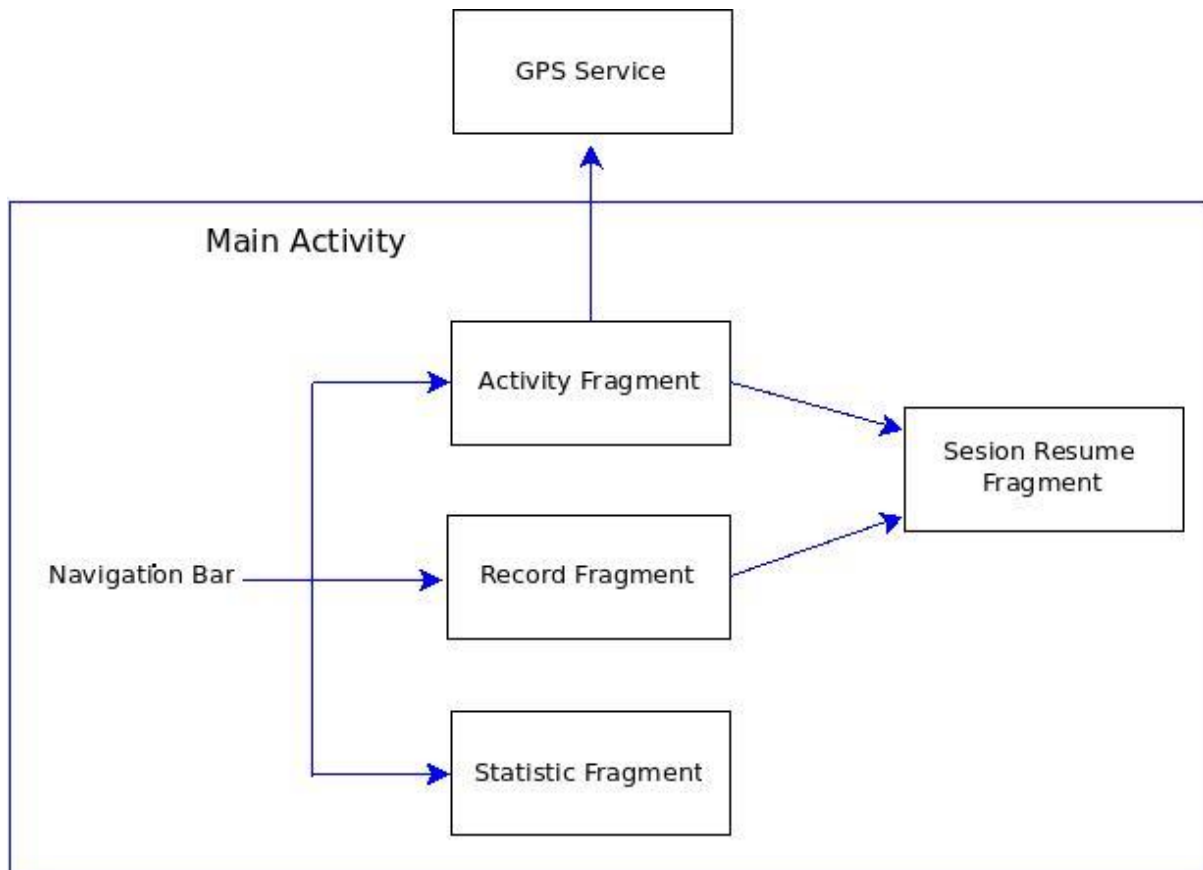 GPS Service
Main Activity
Activity Fragment
Sesion Resume
Fragment
Navigation Bar
Record Fragment
Statistic Fragment